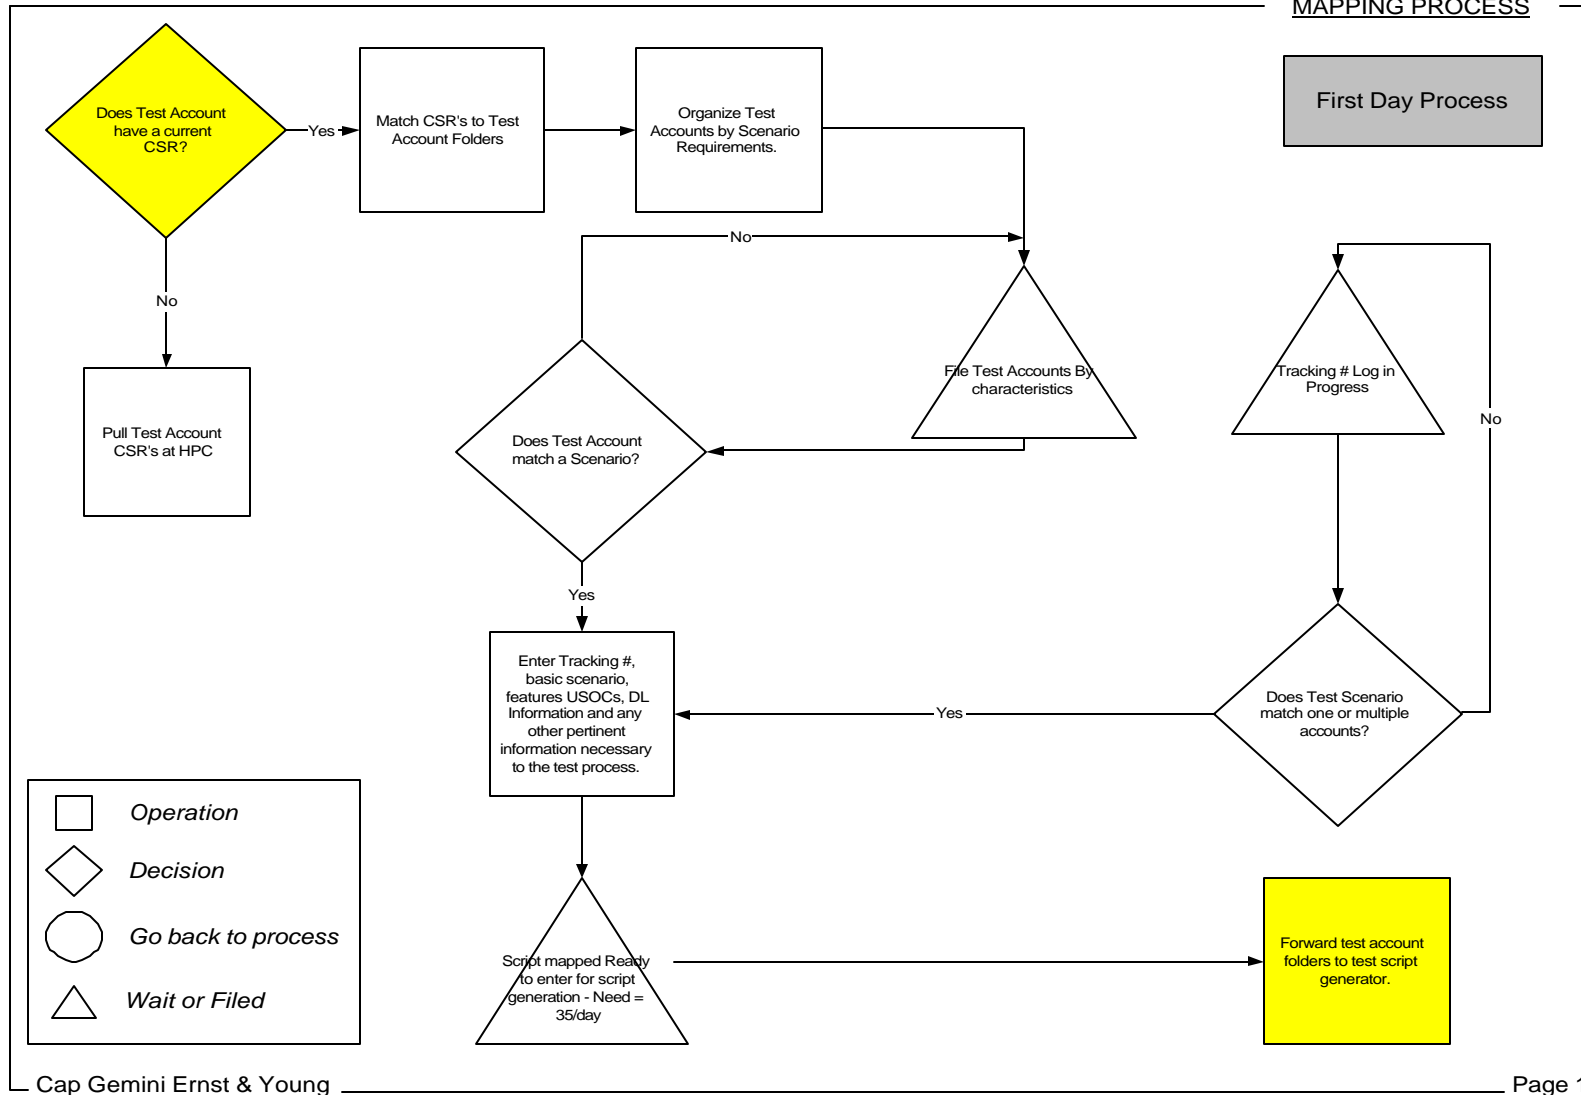 MAPPING PROCESS
Does Test Account
have a current
CSR?
Yes
Match CSR's to Test
Account Folders
Organize Test
Accounts by Scenario
Requirements.
First Day Process
No
No
Pull Test Account
CSR's at HPC
Does Test Account
match a Scenario?
File Test Accounts By
characteristics
Tracking # Log in
Progress
No
Yes
Enter Tracking #,
basic scenario,
features USOCs, DL
Information and any
other pertinent
information necessary
to the test process.
Yes
Does Test Scenario
match one or multiple
accounts?
Operation
Decision
Go back to process
Wait or Filed
Script mapped Ready
to enter for script
generation - Need =
35/day
Forward test account
folders to test script
generator.
Cap Gemini Ernst & Young
Page 1